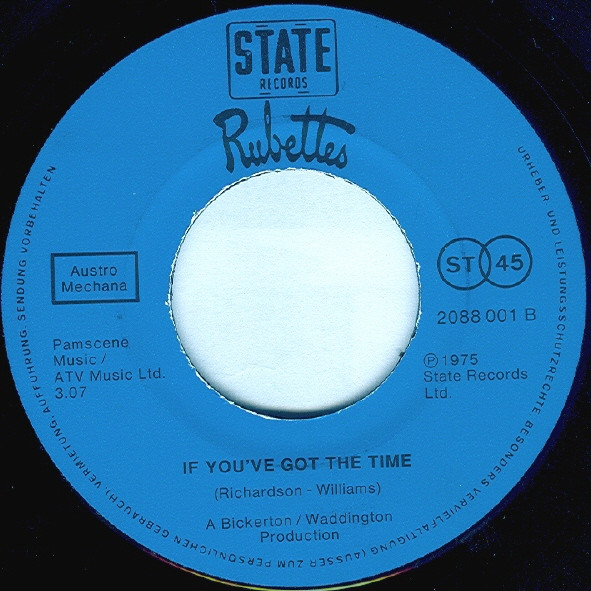 STATE
RECORDS
Rubettes
Austro
Mechana
ST 45
2088 001 B
Pamscene
Music /
ATV Music Ltd.
3.07
℗ 1975
State Records
Ltd.
IF YOU'VE GOT THE TIME
(Richardson - Williams)
A Bickerton / Waddington
Production
URHEBER- UND LEISTUNGSSCHUTZRECHTE BESONDERS VERVIELFÄLTIGUNG (AUSSER ZUM PERSÖNLICHEN GEBRAUCH) VERMIETUNG, AUFFÜHRUNG, SENDUNG VORBEHALTEN